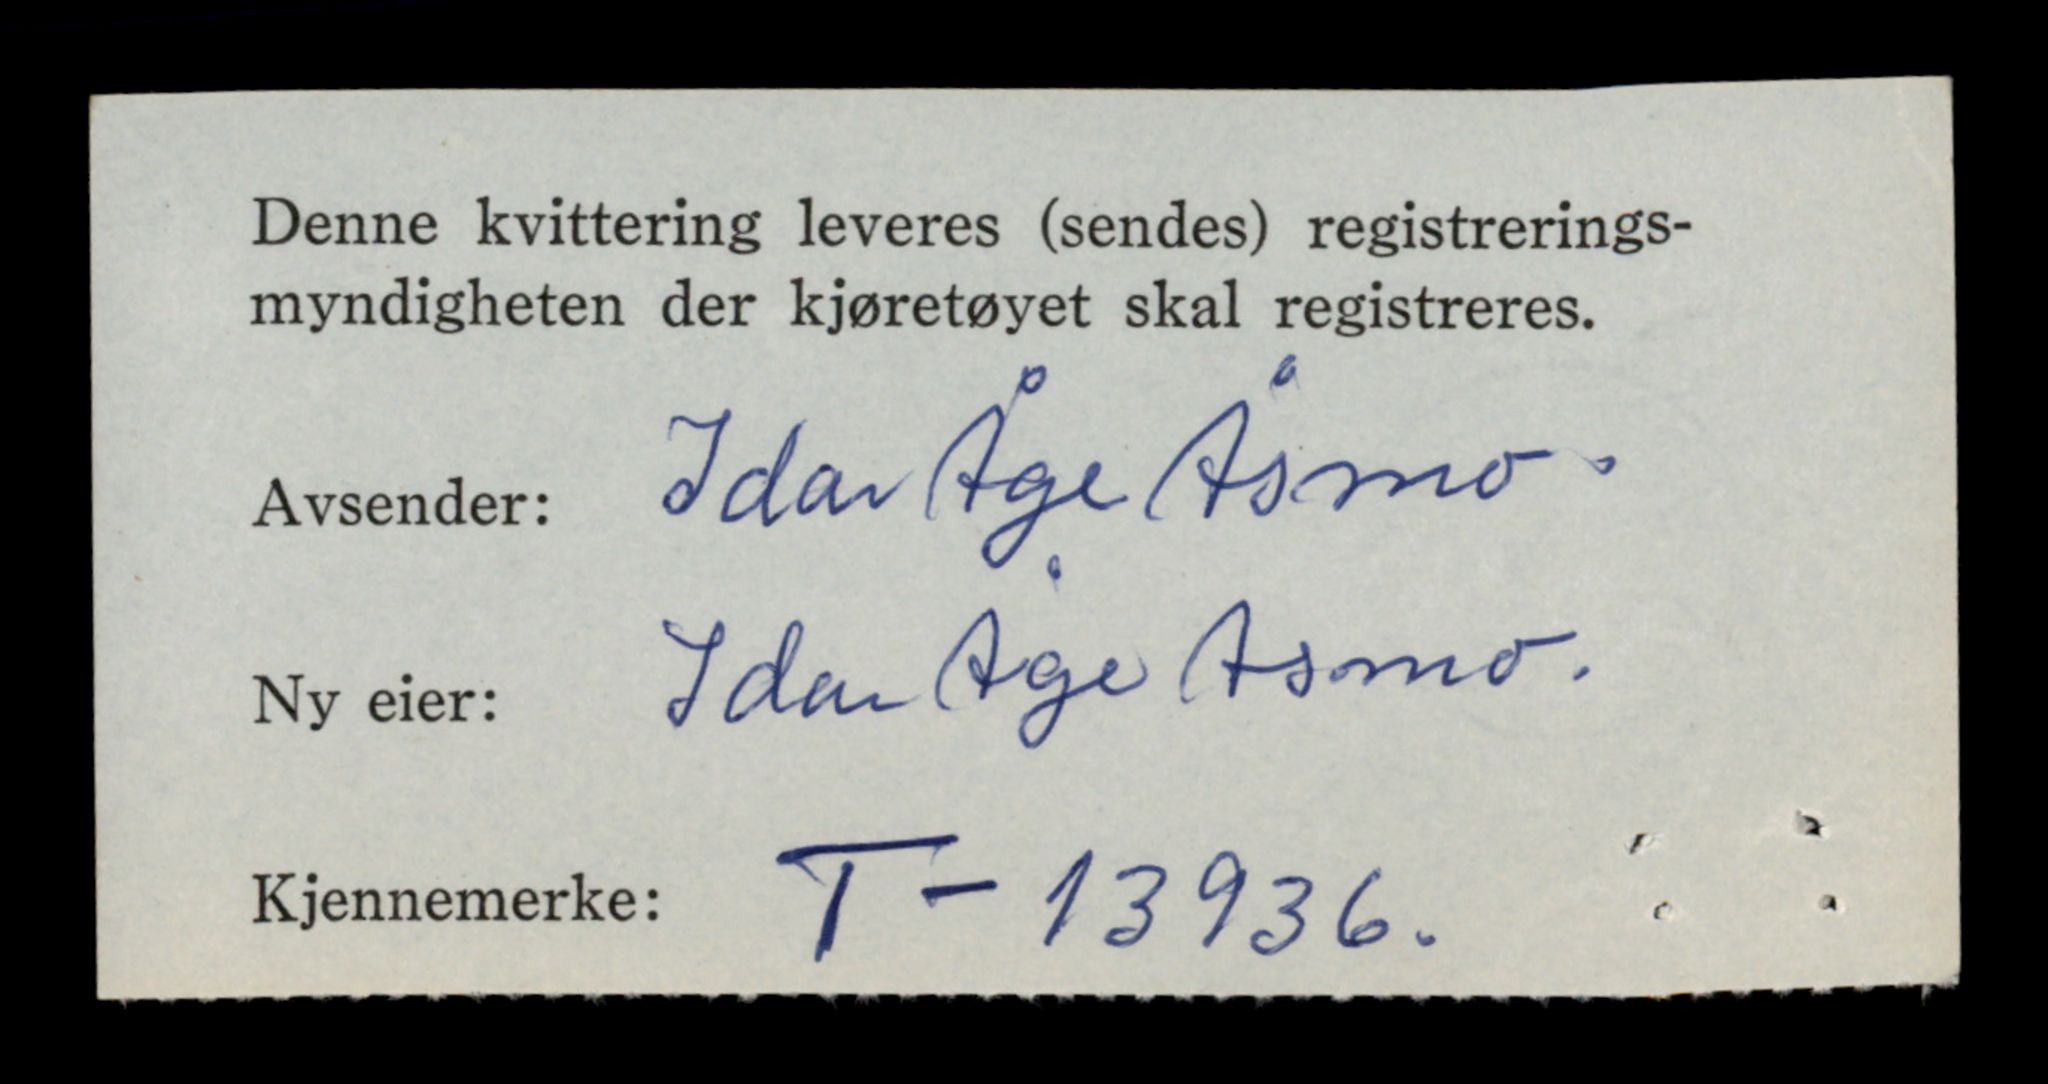 Denne kvittering leveres (sendes) registrerings-
myndigheten der kjøretøyet skal registreres.
Avsender: Idar Åge Åsmo.
Ny eier: Idar Åge Asmo.
Kjennemerke: T-13936.